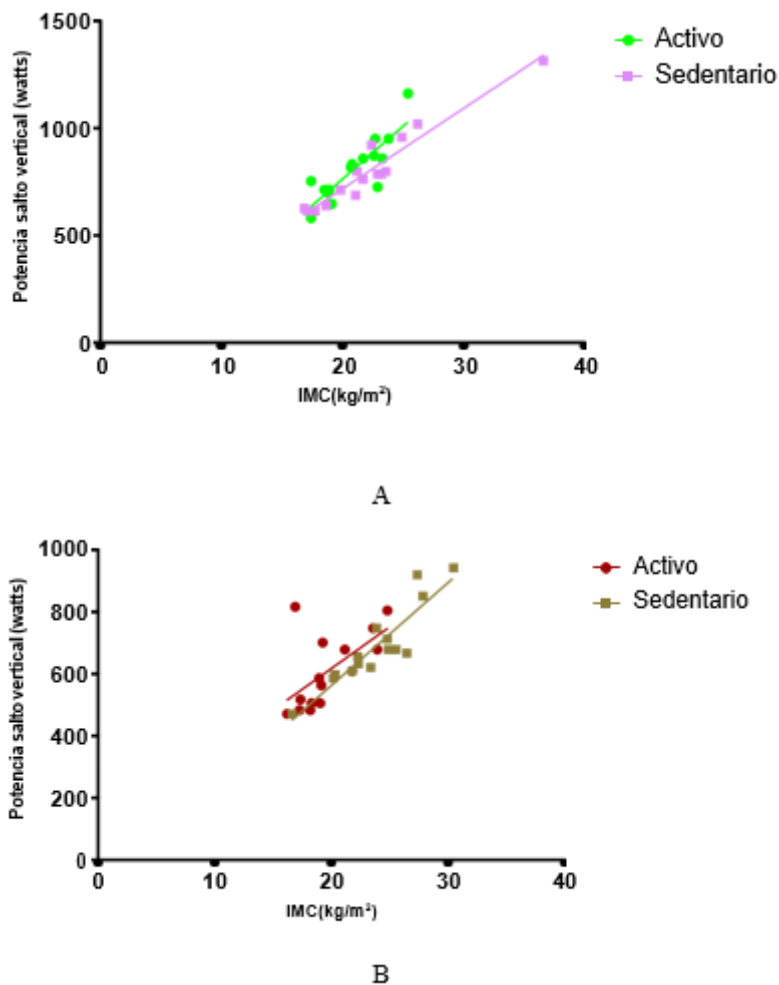 1500
Activo
Sedentario
1000
500
0
Potencia salto vertical (watts)
0 10 20 30 40
IMC(kg/m²)
A
1000
Activo
Sedentario
800
600
400
200
0
Potencia salto vertical (watts)
0 10 20 30 40
IMC(kg/m²)
B